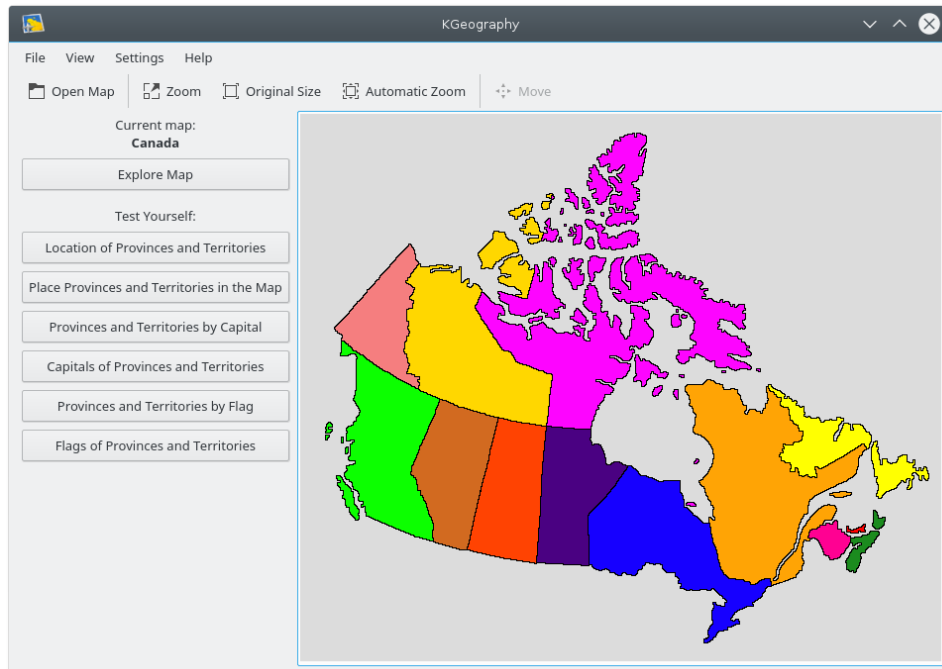 KGeography
File View Settings Help
Open Map Zoom Original Size Automatic Zoom Move
Current map:
Canada
Explore Map
Test Yourself:
Location of Provinces and Territories
Place Provinces and Territories in the Map
Provinces and Territories by Capital
Capitals of Provinces and Territories
Provinces and Territories by Flag
Flags of Provinces and Territories